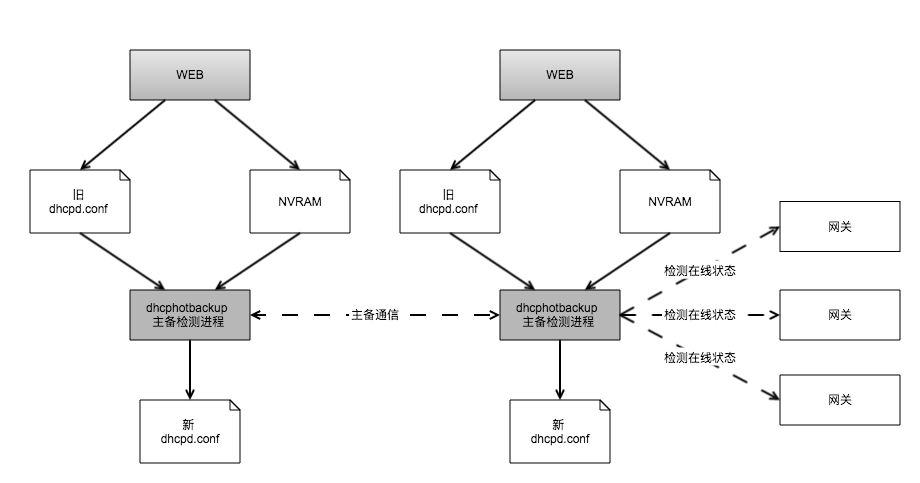 WEB
WEB
旧
dhcpd.conf
NVRAM
旧
dhcpd.conf
NVRAM
网关
检测在线状态
dhcphotbackup
主备检测进程
主备通信
dhcphotbackup
主备检测进程
检测在线状态
网关
检测在线状态
网关
新
dhcpd.conf
新
dhcpd.conf